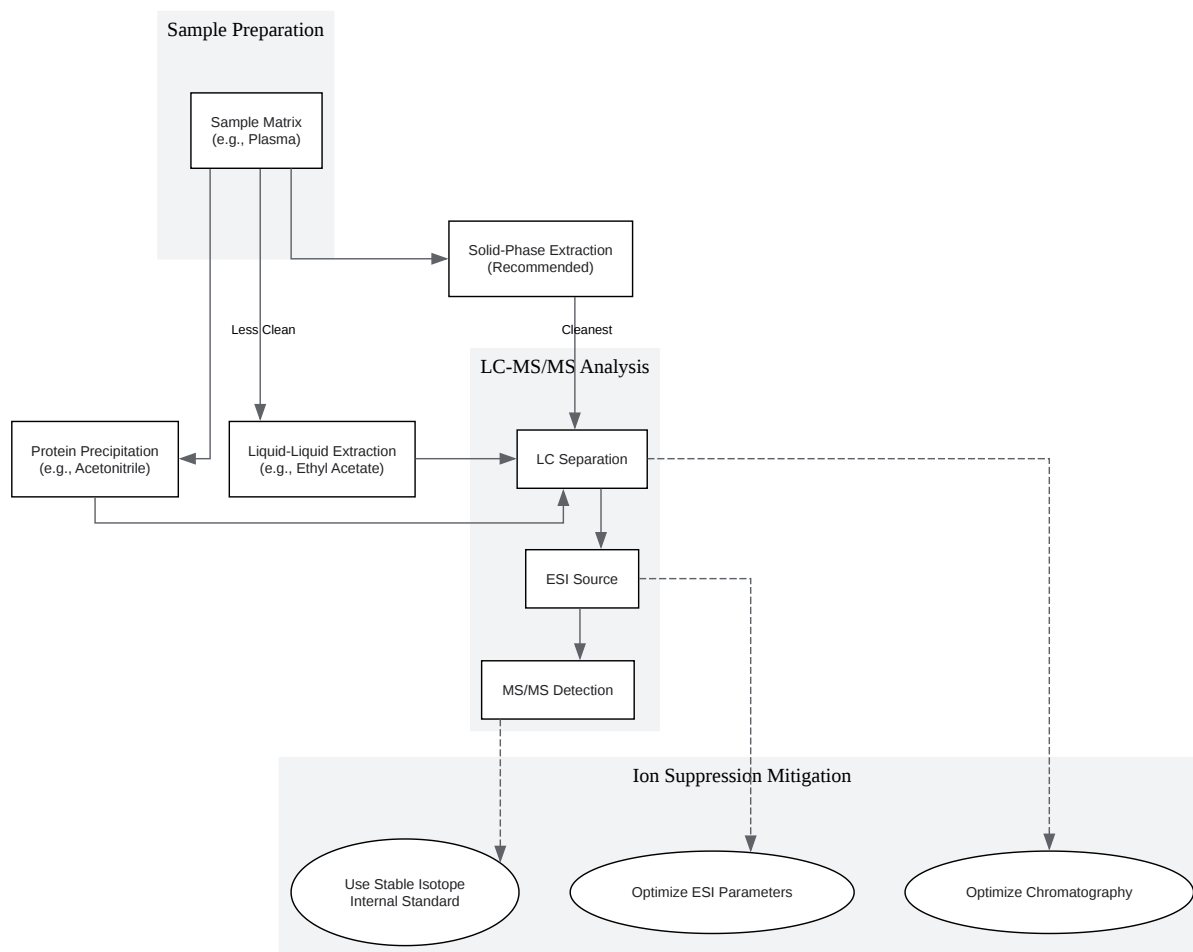 Sample Preparation
Sample Matrix
(e.g., Plasma)
Solid-Phase Extraction
(Recommended)
Less Clean
Cleanest
LC-MS/MS Analysis
Protein Precipitation
(e.g., Acetonitrile)
Liquid-Liquid Extraction
(e.g., Ethyl Acetate)
LC Separation
ESI Source
MS/MS Detection
Ion Suppression Mitigation
Use Stable Isotope
Internal Standard
Optimize ESI Parameters
Optimize Chromatography